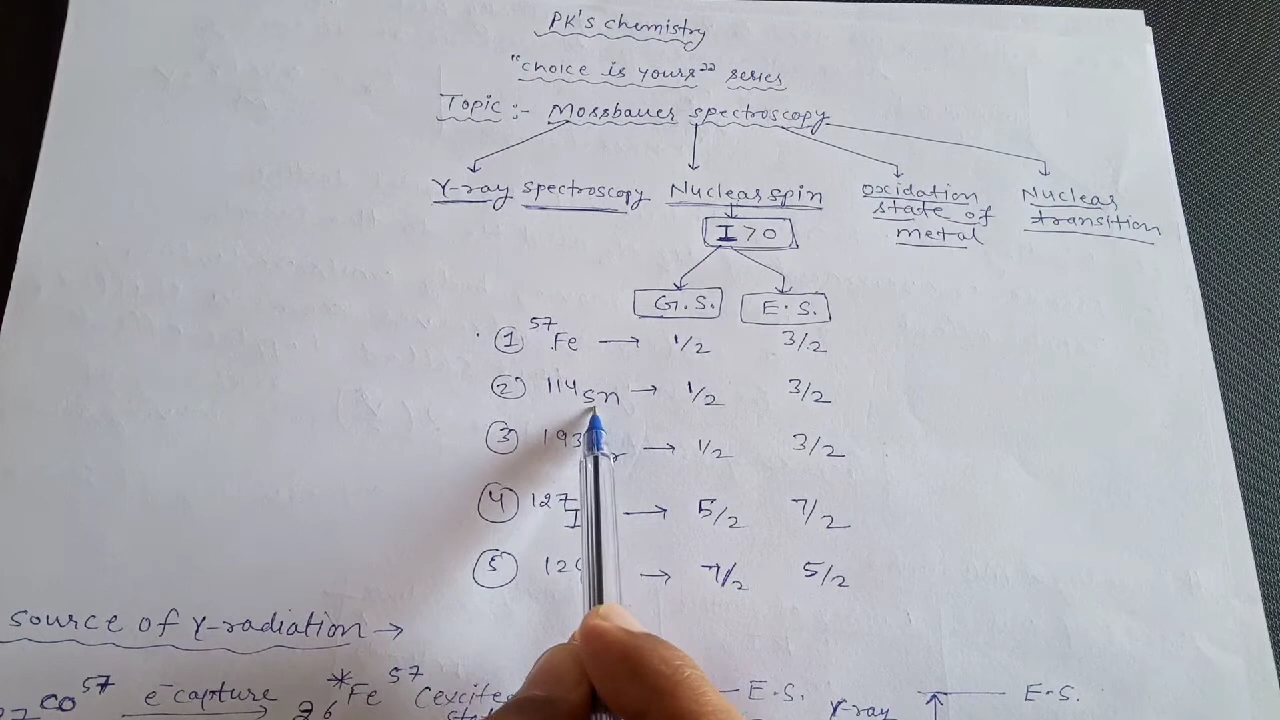 PK's chemistry
"choice is yours" series
Topic :- Mossbauer spectroscopy
γ-ray spectroscopy Nuclear spin oxidation state of metal Nuclear transition
I > 0
G.S. E.S.
① 57Fe → 1/2 3/2
② 114Sn → 1/2 3/2
③ 193 → 1/2 3/2
④ 127I → 5/2 7/2
⑤ → 7/2 5/2
source of γ-radiation →
Co57 e⁻capture → 26 *Fe57 E.S. γ-ray E.S.